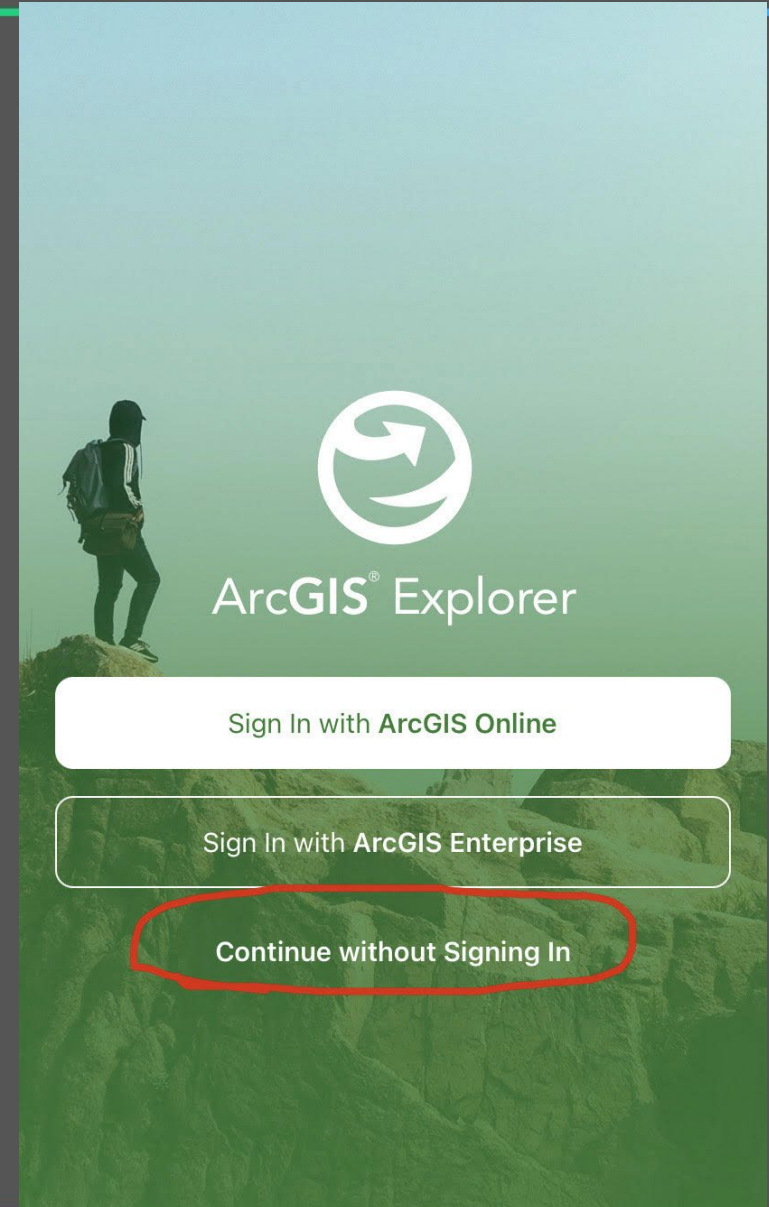 ArcGIS® Explorer
Sign In with ArcGIS Online
Sign In with ArcGIS Enterprise
Continue without Signing In